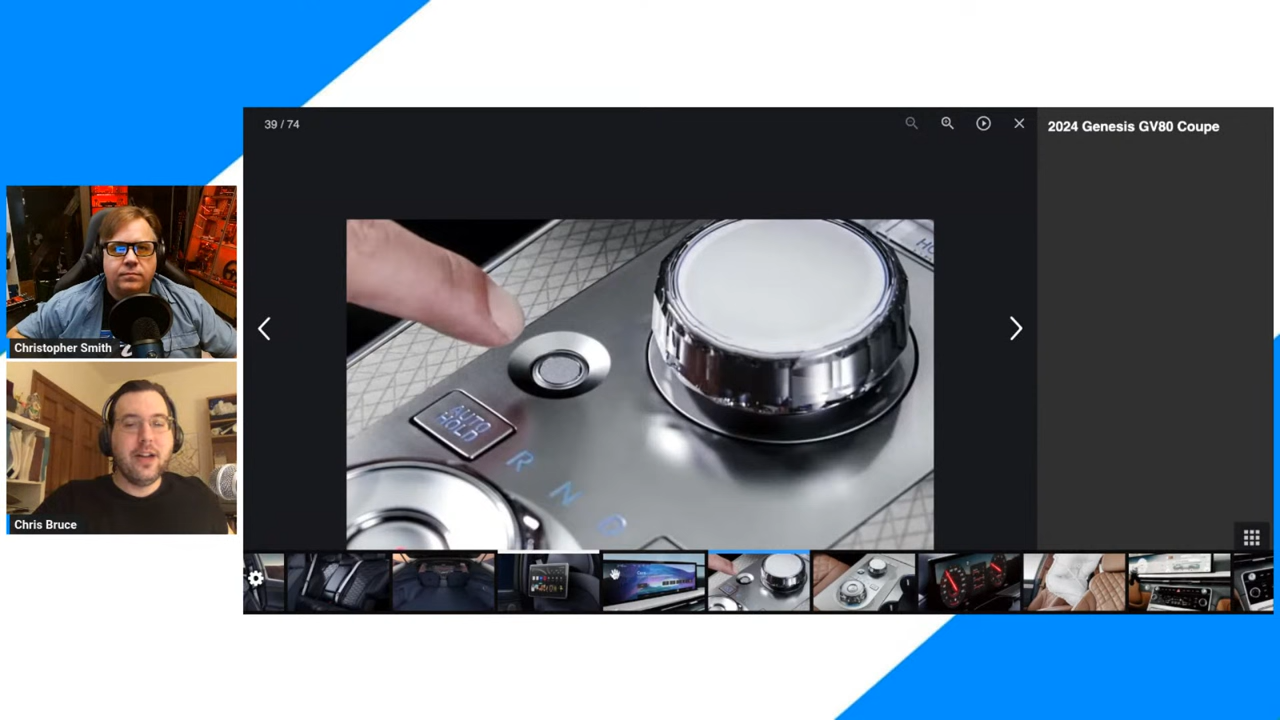 39 / 74
2024 Genesis GV80 Coupe
AUTO
HOLD
R
N
Christopher Smith
Chris Bruce